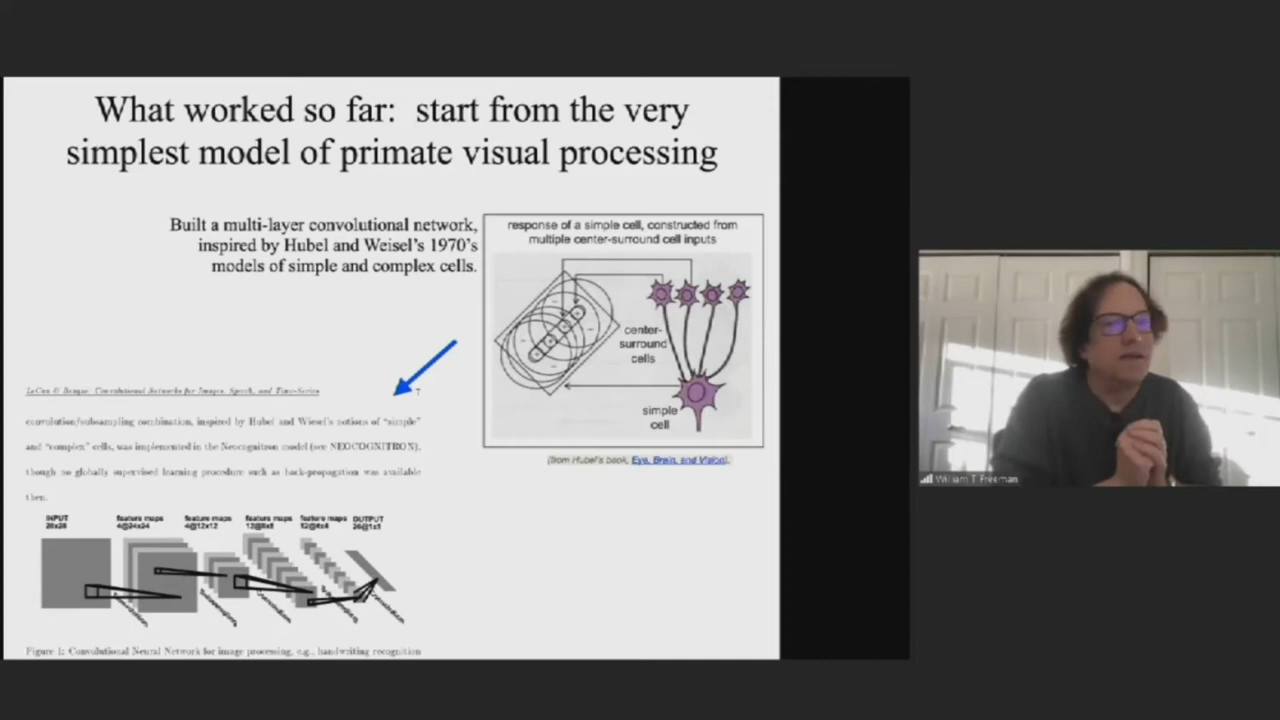 What worked so far: start from the very
simplest model of primate visual processing
Built a multi-layer convolutional network,
inspired by Hubel and Weisel's 1970's
models of simple and complex cells.
response of a simple cell, constructed from
multiple center-surround cell inputs
center-
surround
cells
simple
cell
(from Hubel's book, Eye, Brain, and Vision).
LeCun & Bengio: Convolutional Networks for Images, Speech, and Time-Series
convolution/subsampling combination, inspired by Hubel and Wiesel's notions of "simple"
and "complex" cells, was implemented in the Neocognitron model (see NEOCOGNITRON),
though no globally supervised learning procedure such as back-propagation was available
then.
INPUT
28x28
feature maps
4@24x24
feature maps
4@12x12
feature maps
12@8x8
feature maps
12@4x4
OUTPUT
26@1x1
Convolution
Subsampling
Convolution
Subsampling
Convolution
Figure 1: Convolutional Neural Network for image processing, e.g., handwriting recognition
William T Freeman